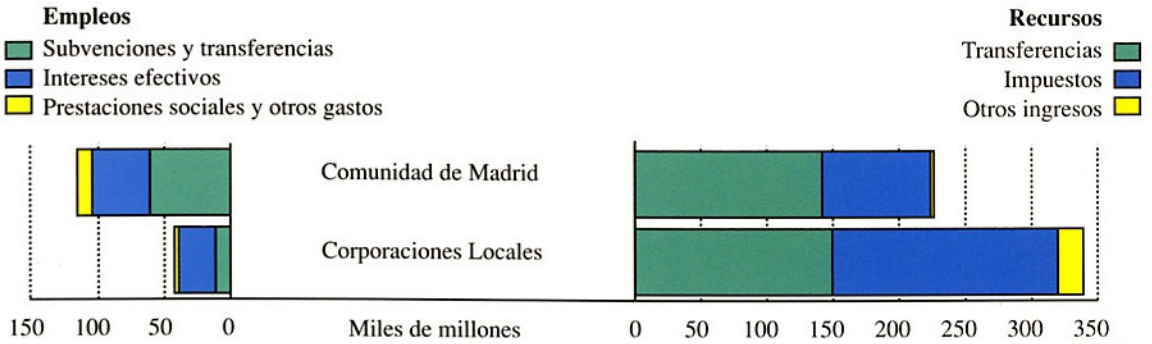 Empleos
Subvenciones y transferencias
Intereses efectivos
Prestaciones sociales y otros gastos
Recursos
Transferencias
Impuestos
Otros ingresos
Comunidad de Madrid
Corporaciones Locales
150 100 50 0 Miles de millones 0 50 100 150 200 250 300 350